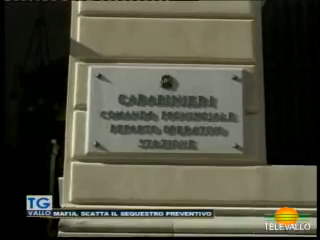 CARABINIERI
COMANDO PROVINCIALE
REPARTO OPERATIVO
STAZIONE
TG
VALLO MAFIA, SCATTA IL SEQUESTRO PREVENTIVO
TELEVALLO